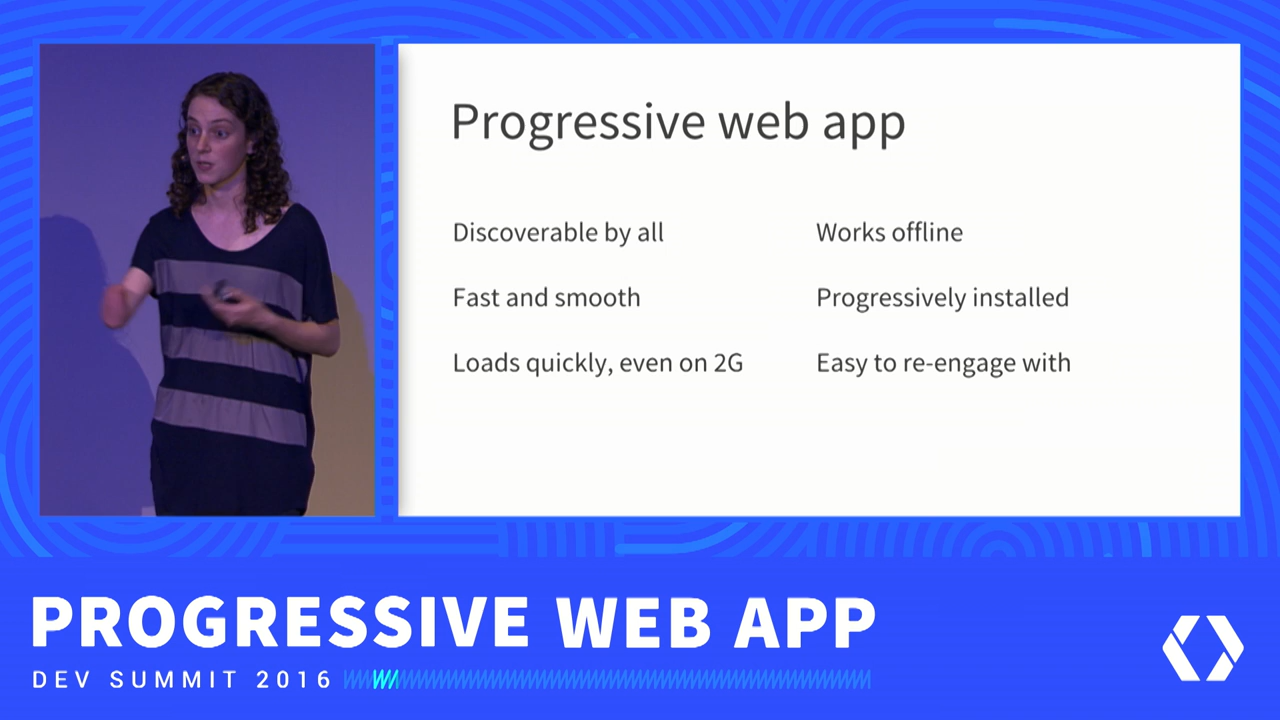 Progressive web app
Discoverable by all
Works offline
Fast and smooth
Progressively installed
Loads quickly, even on 2G
Easy to re-engage with
PROGRESSIVE WEB APP
DEV SUMMIT 2016